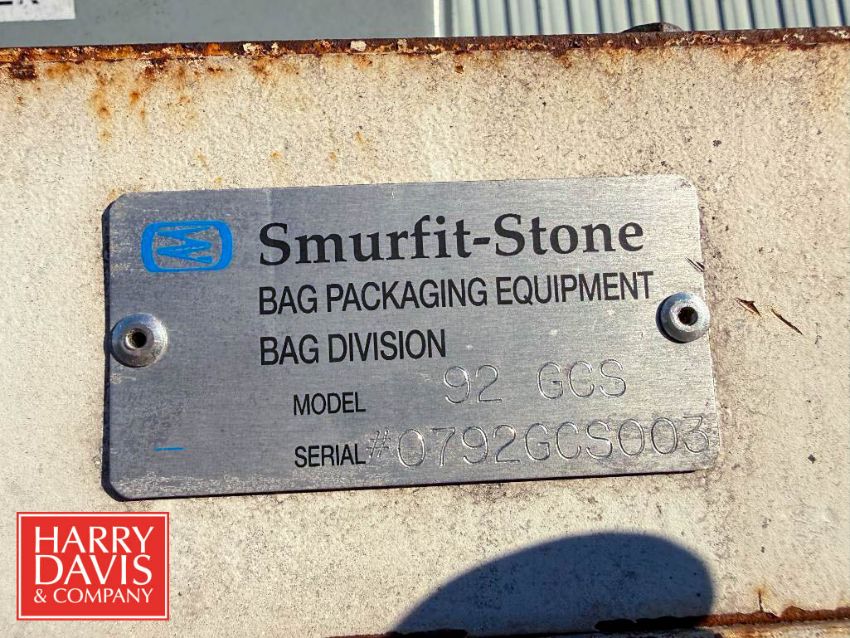 Smurfit-Stone
BAG PACKAGING EQUIPMENT
BAG DIVISION
MODEL 92 GCS
SERIAL #0792GCS003
HARRY
DAVIS
& COMPANY